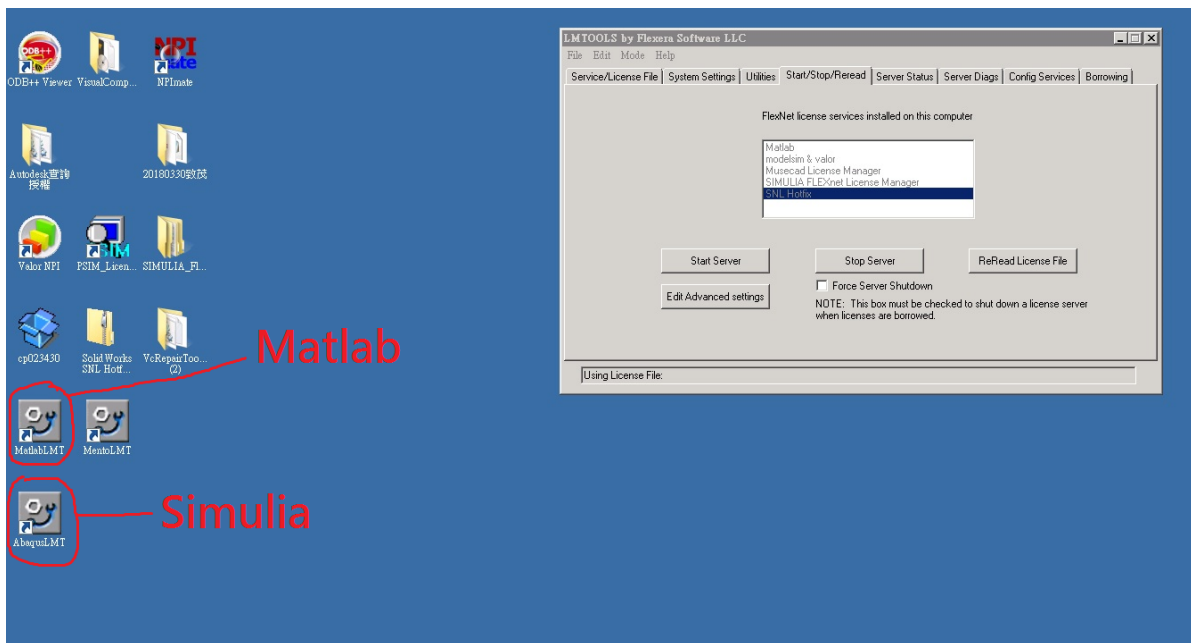 ODB++ Viewer
VisualComp...
NPI
mate
NPImate
Autodesk查詢
授權
20180330致茂
Valor NPI
PSIM_Licen...
SIMULIA_Fl...
cp023430
Solid Works
SNL Hotf...
VcRepairToo...
(2)
MatlabLMT
MentoLMT
AbaqusLMT
Matlab
Simulia
LMTOOLS by Flexera Software LLC
File Edit Mode Help
Service/License File System Settings Utilities Start/Stop/Reread Server Status Server Diags Config Services Borrowing
FlexNet license services installed on this computer
Matlab
modelsim & valor
Musecad License Manager
SIMULIA FLEXnet License Manager
SNL Hotfix
Start Server
Stop Server
ReRead License File
Edit Advanced settings
Force Server Shutdown
NOTE: This box must be checked to shut down a license server
when licenses are borrowed.
Using License File: